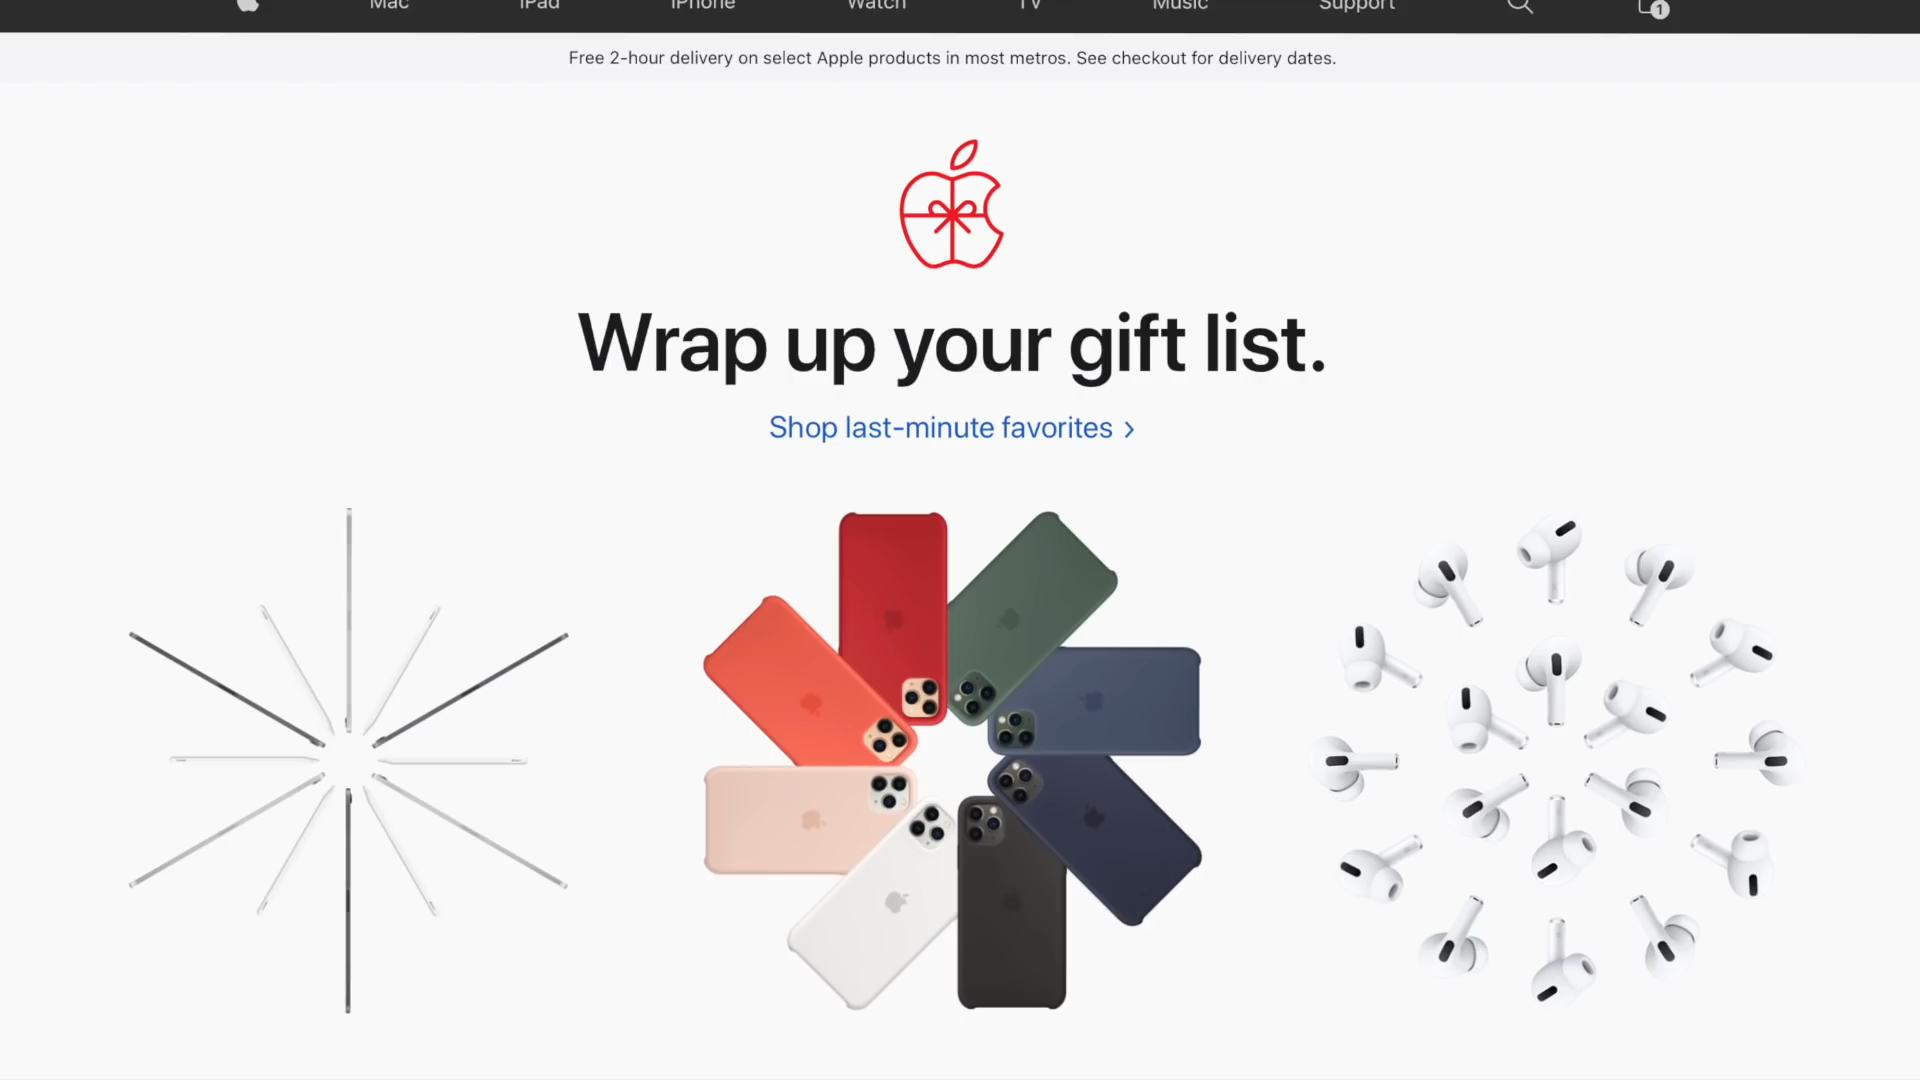 Mac iPad iPhone Watch TV Music Support 1
Free 2-hour delivery on select Apple products in most metros. See checkout for delivery dates.
Wrap up your gift list.
Shop last-minute favorites >